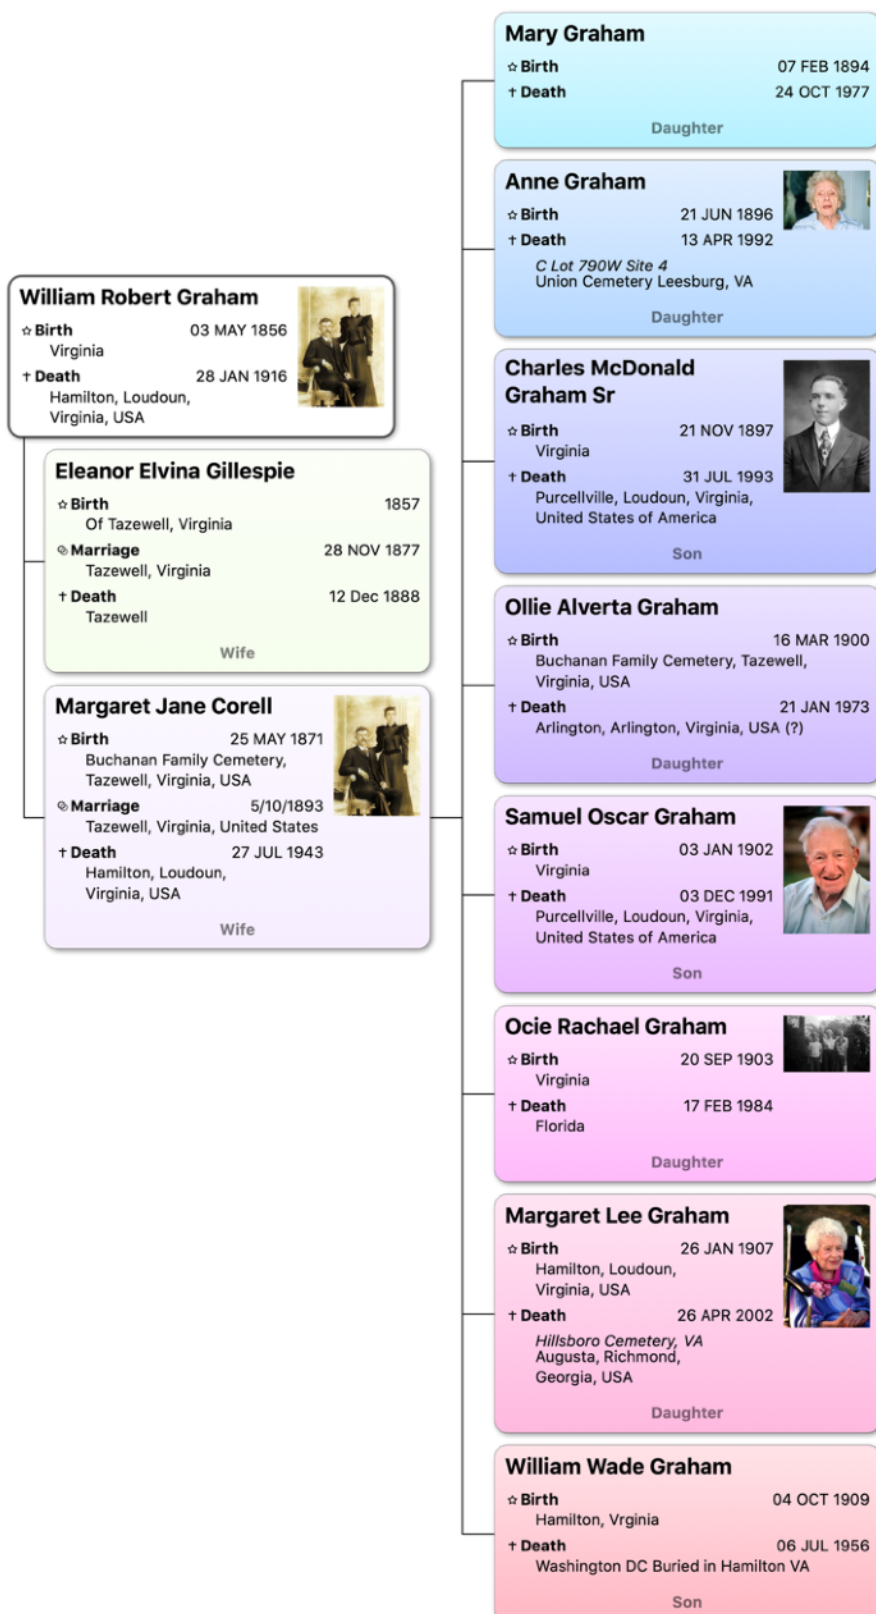 William Robert Graham
☆ Birth 03 MAY 1856
Virginia
† Death 28 JAN 1916
Hamilton, Loudoun,
Virginia, USA
Eleanor Elvina Gillespie
☆ Birth 1857
Of Tazewell, Virginia
⚭ Marriage 28 NOV 1877
Tazewell, Virginia
† Death 12 Dec 1888
Tazewell
Wife
Margaret Jane Corell
☆ Birth 25 MAY 1871
Buchanan Family Cemetery,
Tazewell, Virginia, USA
⚭ Marriage 5/10/1893
Tazewell, Virginia, United States
† Death 27 JUL 1943
Hamilton, Loudoun,
Virginia, USA
Wife
Mary Graham
☆ Birth 07 FEB 1894
† Death 24 OCT 1977
Daughter
Anne Graham
☆ Birth 21 JUN 1896
† Death 13 APR 1992
C Lot 790W Site 4
Union Cemetery Leesburg, VA
Daughter
Charles McDonald
Graham Sr
☆ Birth 21 NOV 1897
Virginia
† Death 31 JUL 1993
Purcellville, Loudoun, Virginia,
United States of America
Son
Ollie Alverta Graham
☆ Birth 16 MAR 1900
Buchanan Family Cemetery, Tazewell,
Virginia, USA
† Death 21 JAN 1973
Arlington, Arlington, Virginia, USA (?)
Daughter
Samuel Oscar Graham
☆ Birth 03 JAN 1902
Virginia
† Death 03 DEC 1991
Purcellville, Loudoun, Virginia,
United States of America
Son
Ocie Rachael Graham
☆ Birth 20 SEP 1903
Virginia
† Death 17 FEB 1984
Florida
Daughter
Margaret Lee Graham
☆ Birth 26 JAN 1907
Hamilton, Loudoun,
Virginia, USA
† Death 26 APR 2002
Hillsboro Cemetery, VA
Augusta, Richmond,
Georgia, USA
Daughter
William Wade Graham
☆ Birth 04 OCT 1909
Hamilton, Vrginia
† Death 06 JUL 1956
Washington DC Buried in Hamilton VA
Son